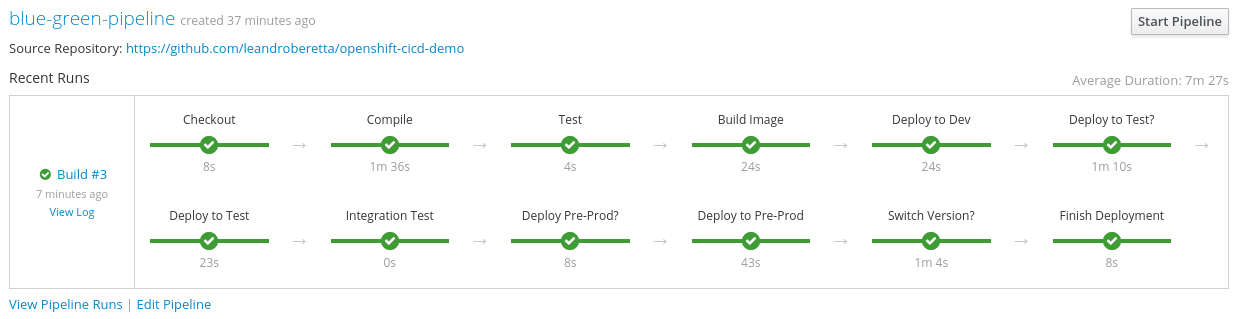 blue-green-pipeline created 37 minutes ago
Start Pipeline
Source Repository: https://github.com/leandroberetta/openshift-cicd-demo
Recent Runs
Average Duration: 7m 27s
Build #3
7 minutes ago
View Log
Checkout Compile Test Build Image Deploy to Dev Deploy to Test?
8s 1m 36s 4s 24s 24s 1m 10s
Deploy to Test Integration Test Deploy Pre-Prod? Deploy to Pre-Prod Switch Version? Finish Deployment
23s 0s 8s 43s 1m 4s 8s
View Pipeline Runs | Edit Pipeline